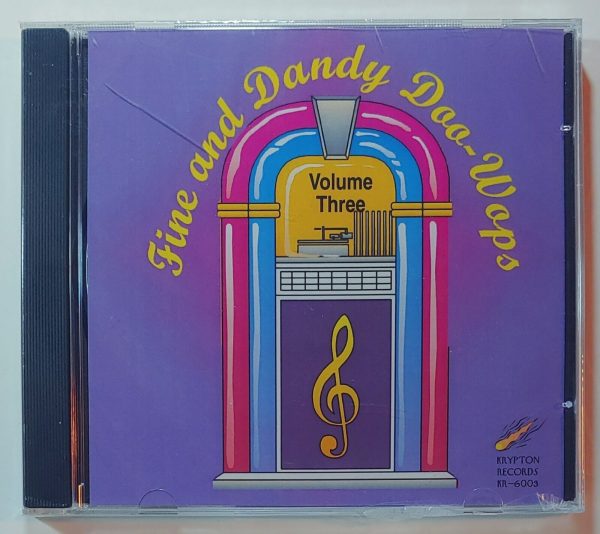 Fine and Dandy Doo-Wops
Volume
Three
KRYPTON
RECORDS
KR-6003